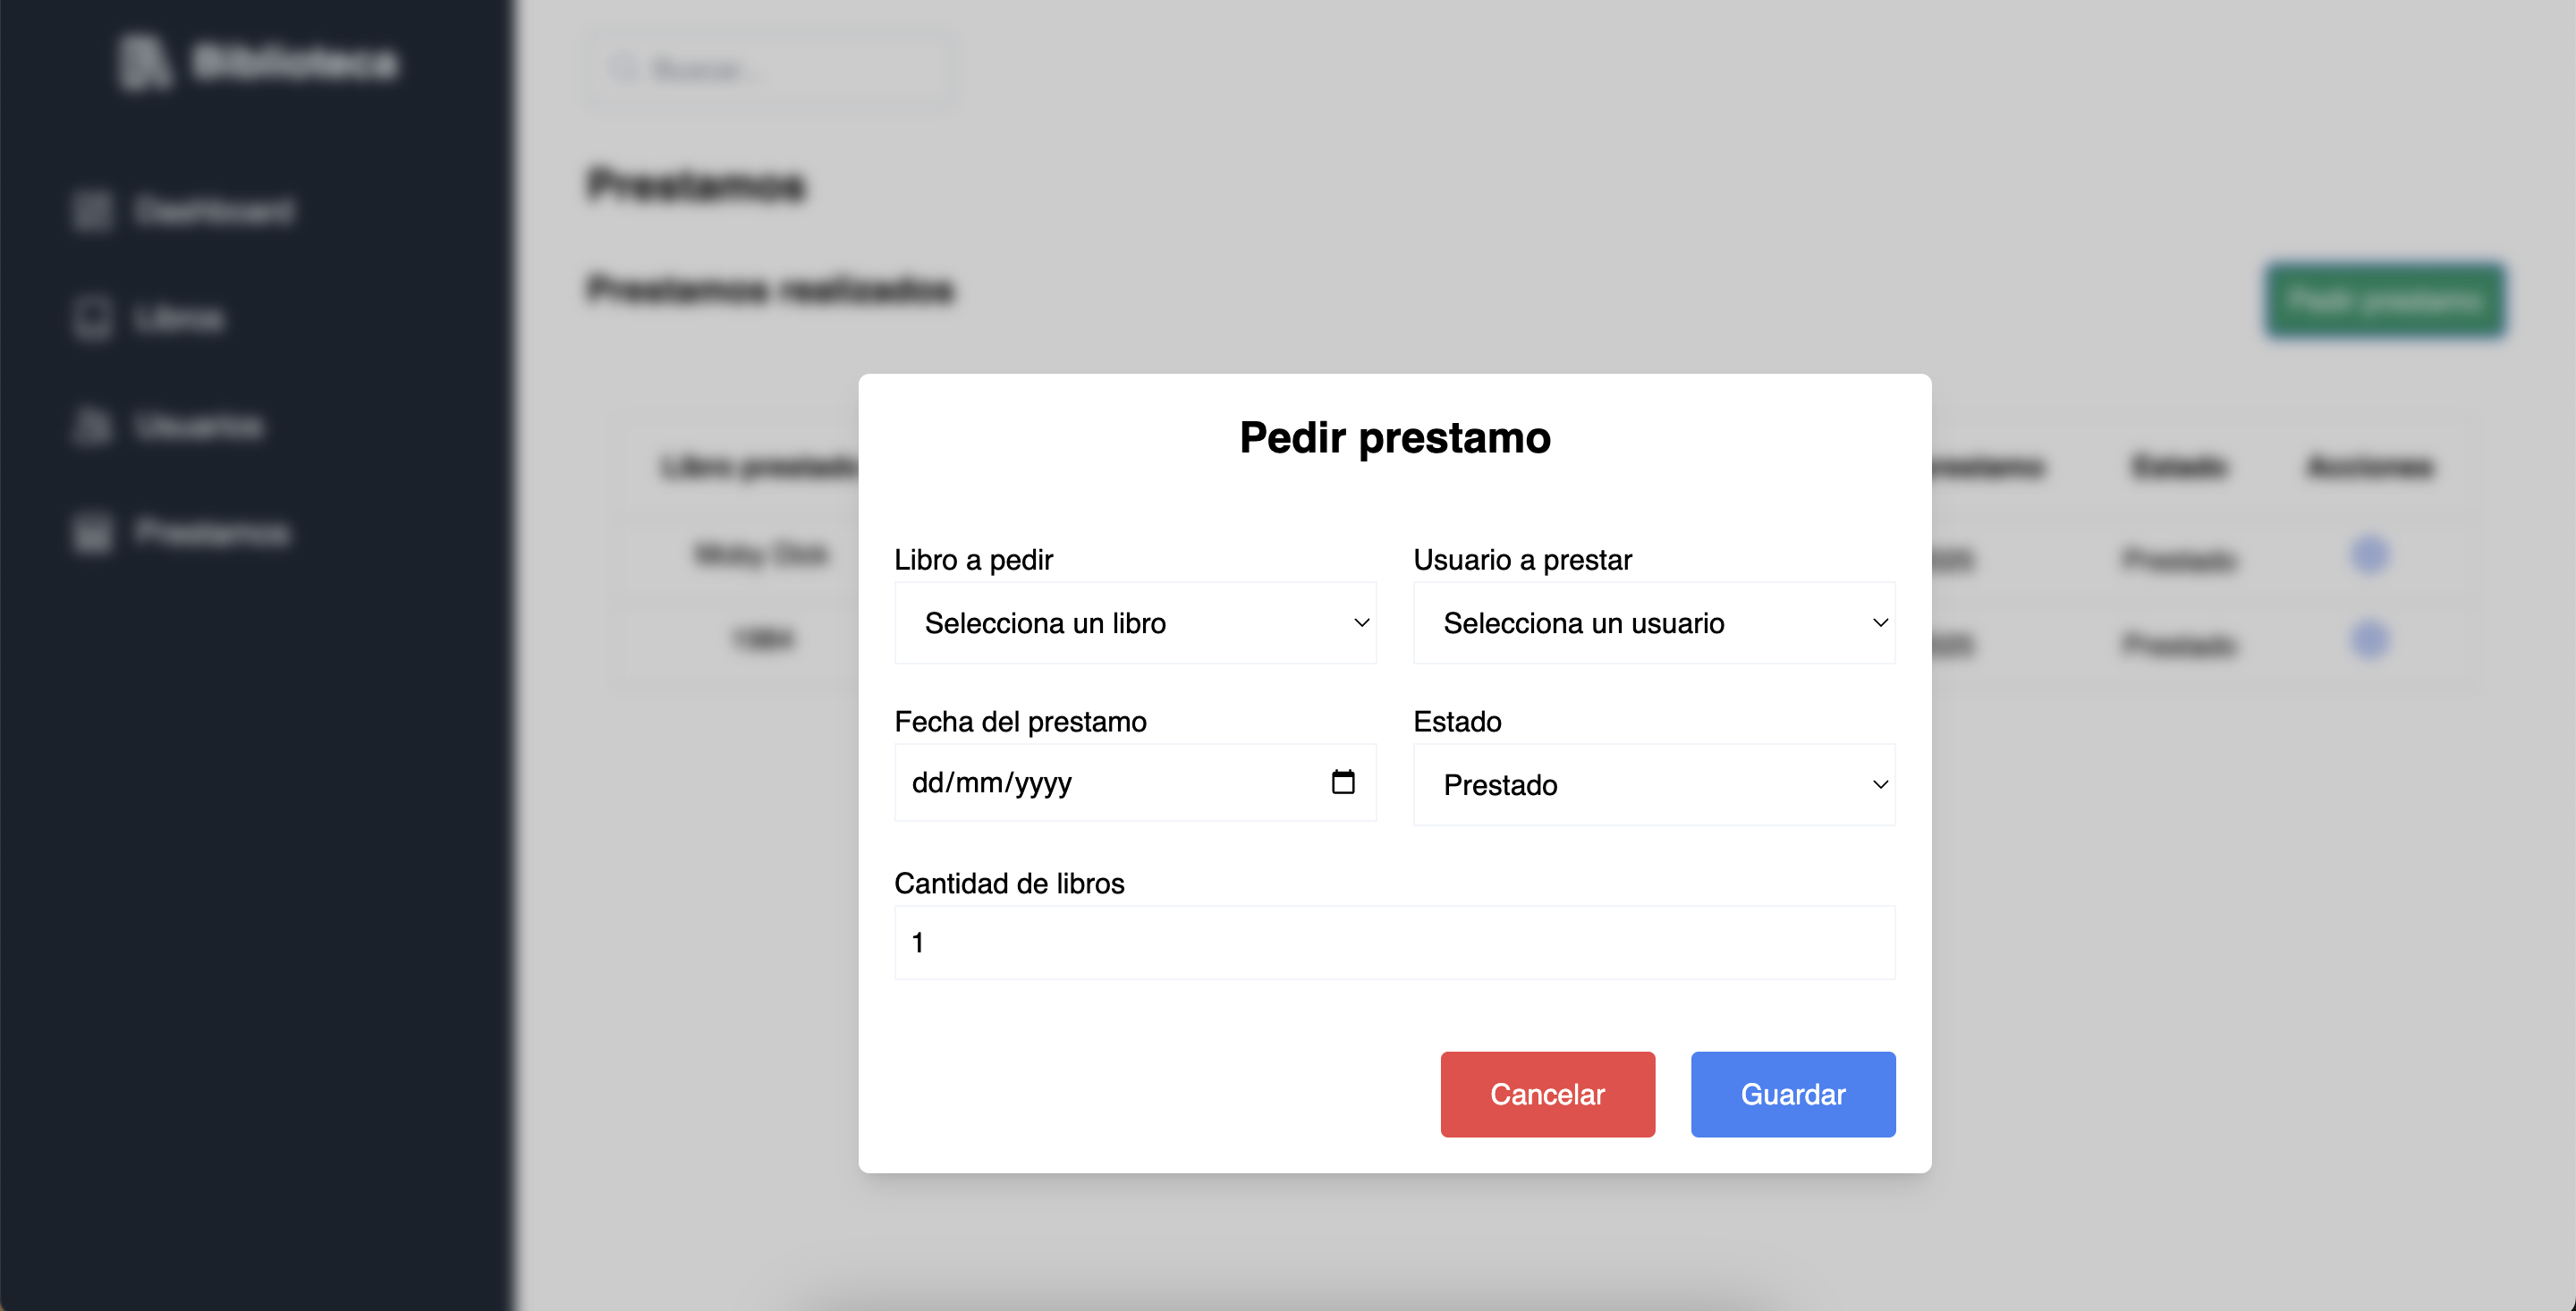 Biblioteca
Buscar...
Dashboard
Libros
Usuarios
Prestamos
Prestamos
Prestamos realizados
Pedir prestamo
Libro prestado
Estado
Acciones
Moby Dick
Prestado
1984
Prestado
Pedir prestamo
Libro a pedir
Usuario a prestar
Selecciona un libro
Selecciona un usuario
Fecha del prestamo
Estado
dd/mm/yyyy
Prestado
Cantidad de libros
1
Cancelar
Guardar